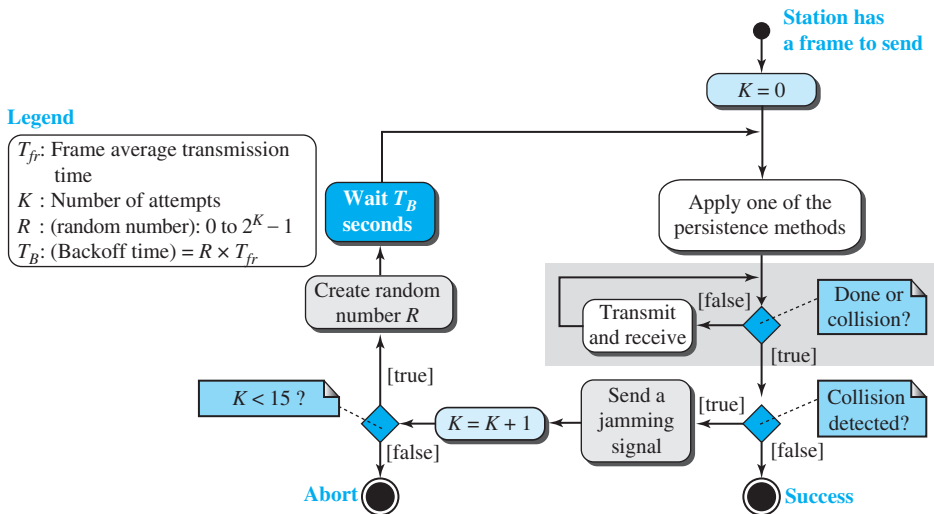 Station has
a frame to send
K = 0
Legend
T_fr: Frame average transmission
time
K : Number of attempts
R : (random number): 0 to 2^K – 1
T_B: (Backoff time) = R × T_fr
Wait T_B
seconds
Apply one of the
persistence methods
Create random
number R
[false]
Transmit
and receive
Done or
collision?
[true]
[true]
K < 15 ?
K = K + 1
Send a
jamming
signal
[true]
Collision
detected?
[false]
[false]
Abort
Success